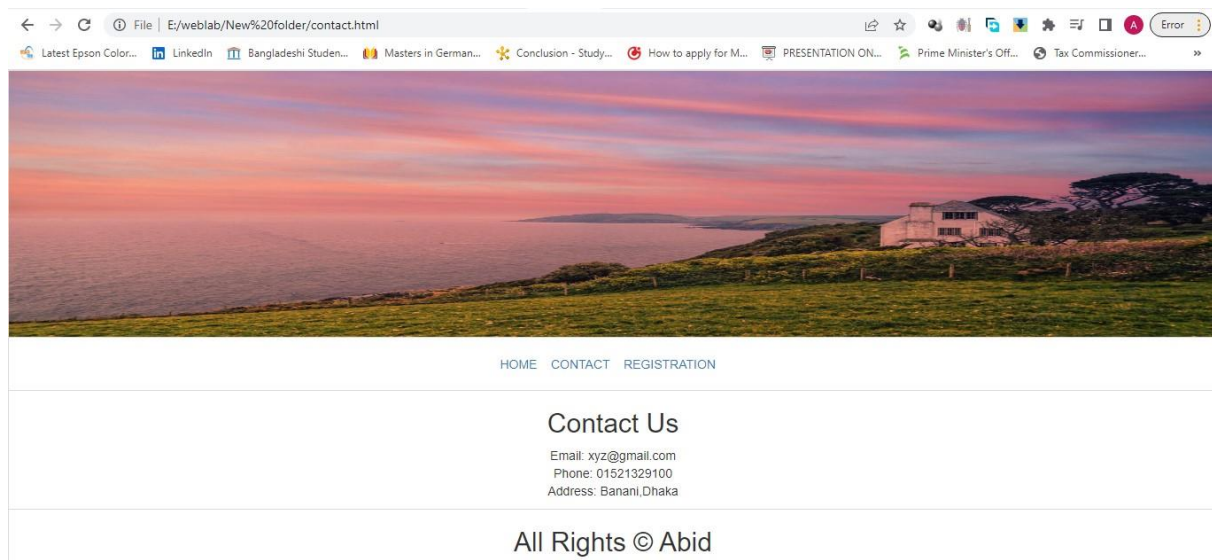 File | E:/weblab/New%20folder/contact.html
A Error
Latest Epson Color... in LinkedIn Bangladeshi Studen... Masters in German... Conclusion - Study... How to apply for M... PRESENTATION ON... Prime Minister's Off... Tax Commissioner... »
HOME CONTACT REGISTRATION
Contact Us
Email: xyz@gmail.com
Phone: 01521329100
Address: Banani,Dhaka
All Rights © Abid